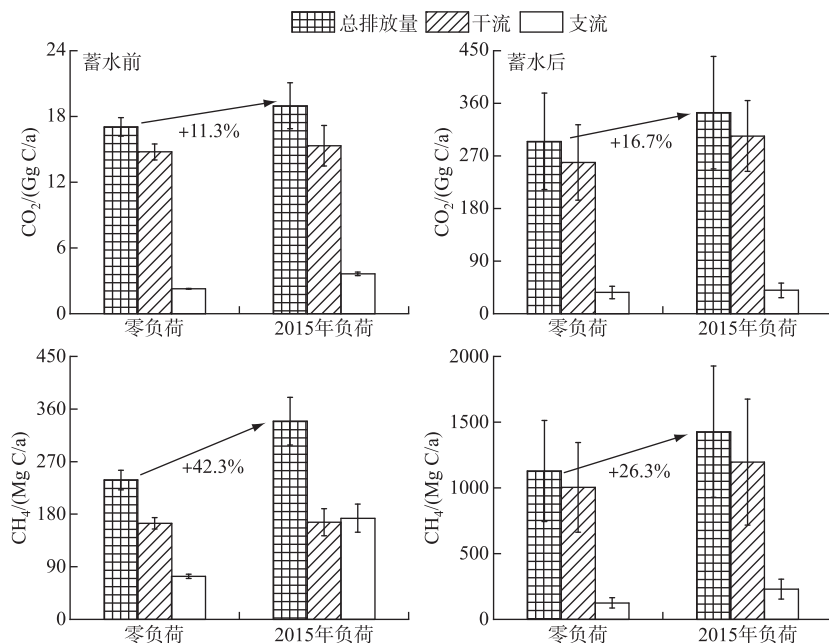 总排放量 干流 支流
蓄水前
CO₂/(Gg C/a)
24
18
12
6
0
+11.3%
零负荷 2015年负荷
蓄水后
CO₂/(Gg C/a)
450
360
270
180
90
0
+16.7%
零负荷 2015年负荷
CH₄/(Mg C/a)
450
360
270
180
90
0
+42.3%
零负荷 2015年负荷
CH₄/(Mg C/a)
2000
1500
1000
500
0
+26.3%
零负荷 2015年负荷